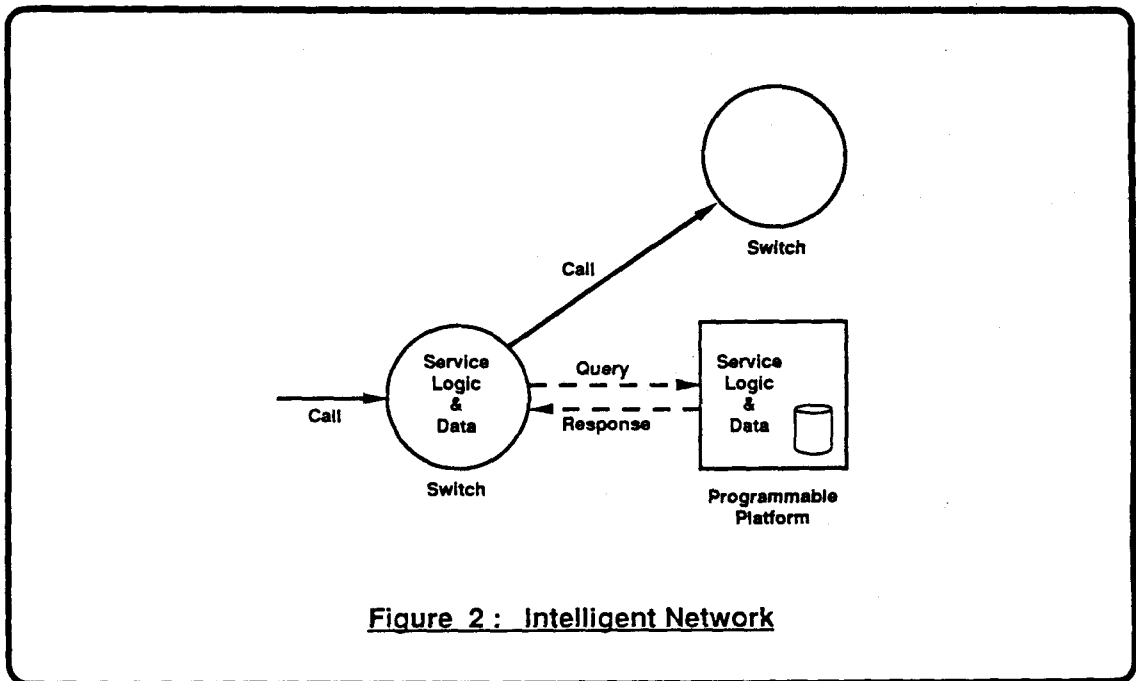 Switch
Call
Service
Logic
&
Data
Query
Service
Logic
&
Data
Call
Response
Switch
Programmable
Platform
Figure 2 : Intelligent Network